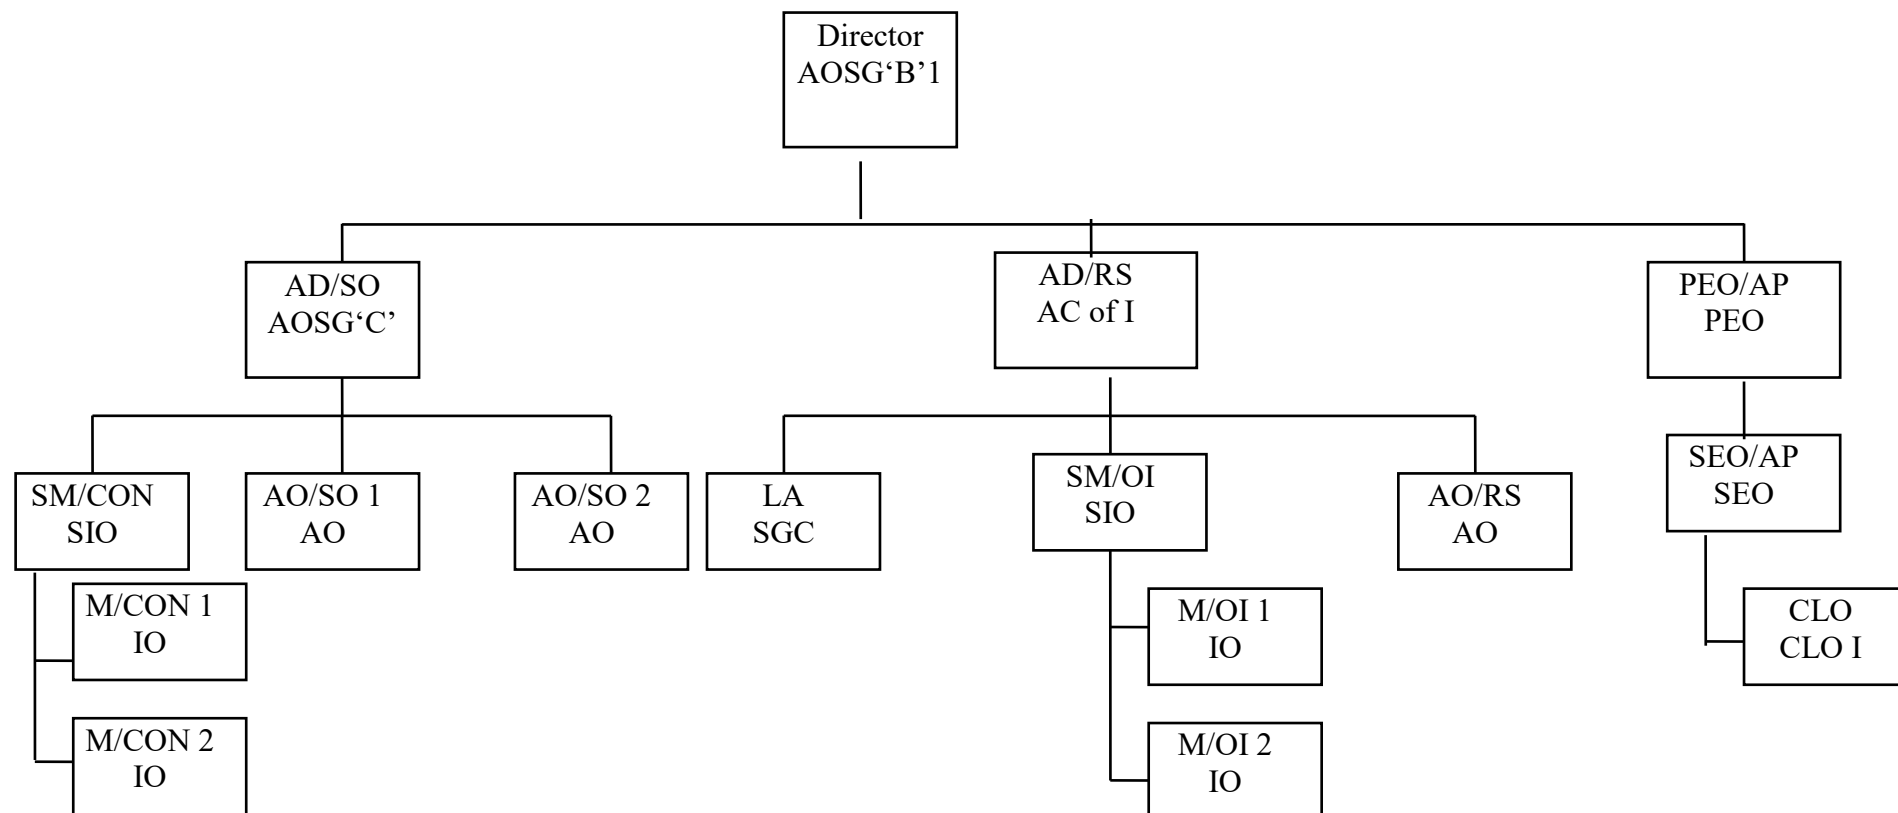 Director
AOSG‘B’1
AD/SO
AOSG‘C’
AD/RS
AC of I
PEO/AP
PEO
SM/CON
SIO
AO/SO 1
AO
AO/SO 2
AO
LA
SGC
SM/OI
SIO
AO/RS
AO
SEO/AP
SEO
M/CON 1
IO
M/OI 1
IO
CLO
CLO I
M/CON 2
IO
M/OI 2
IO